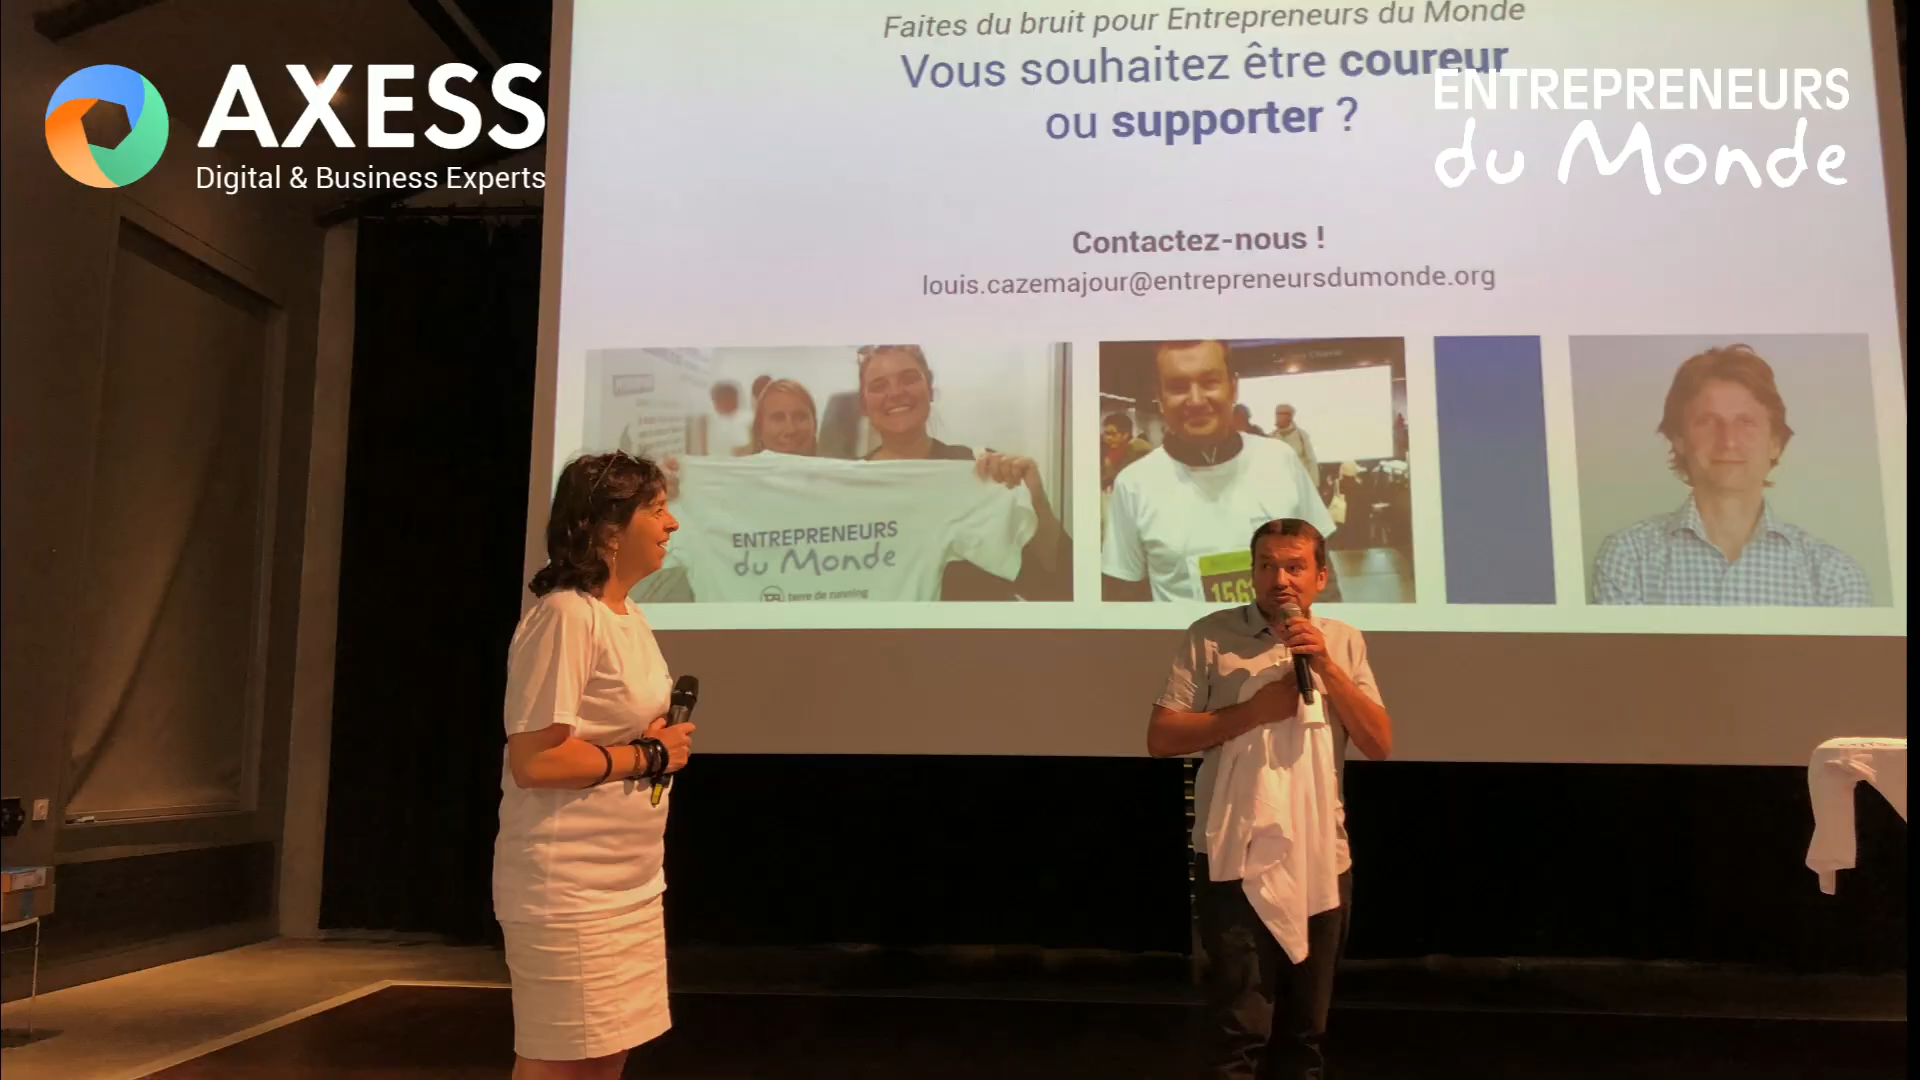 AXESS
Digital & Business Experts
Faites du bruit pour Entrepreneurs du Monde
Vous souhaitez être coureur
ou supporter ?
ENTREPRENEURS
du Monde
Contactez-nous !
louis.cazemajour@entrepreneursdumonde.org
ENTREPRENEURS
du Monde
terre de running
156